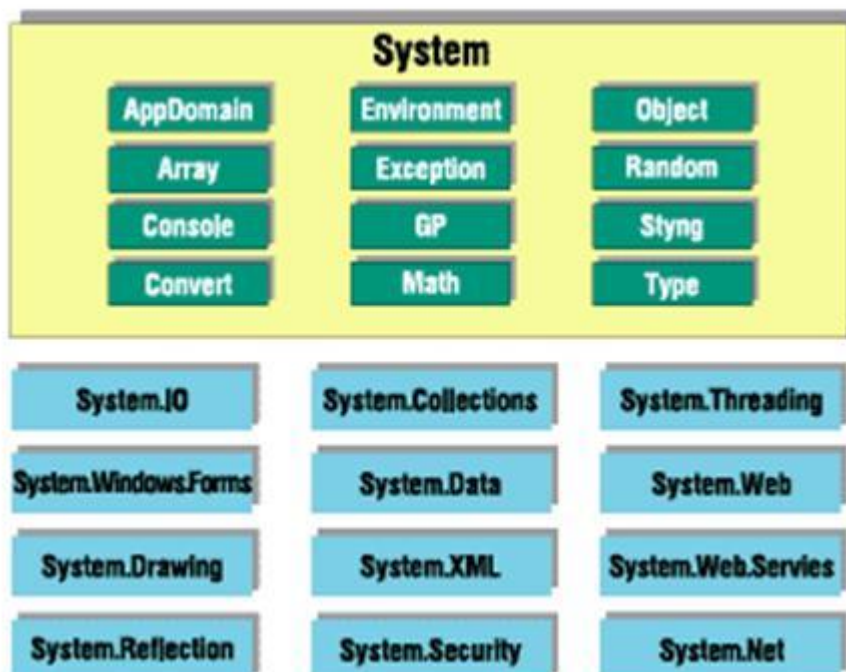 System
AppDomain Environment Object
Array Exception Random
Console GP Styng
Convert Math Type
System.IO System.Collections System.Threading
System.Windows.Forms System.Data System.Web
System.Drawing System.XML System.Web.Servies
System.Reflection System.Security System.Net